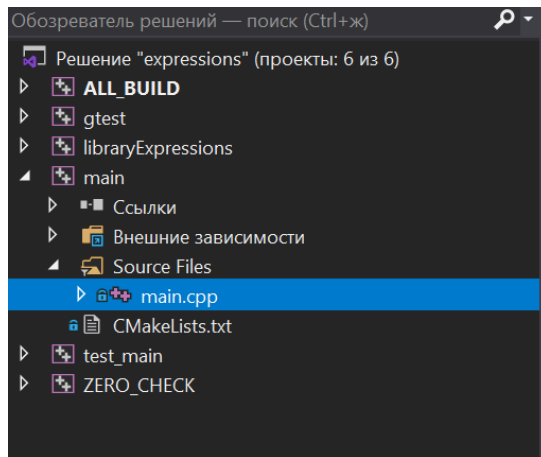 Обозреватель решений — поиск (Ctrl+ж)
Решение "expressions" (проекты: 6 из 6)
ALL_BUILD
gtest
libraryExpressions
main
Ссылки
Внешние зависимости
Source Files
main.cpp
CMakeLists.txt
test_main
ZERO_CHECK